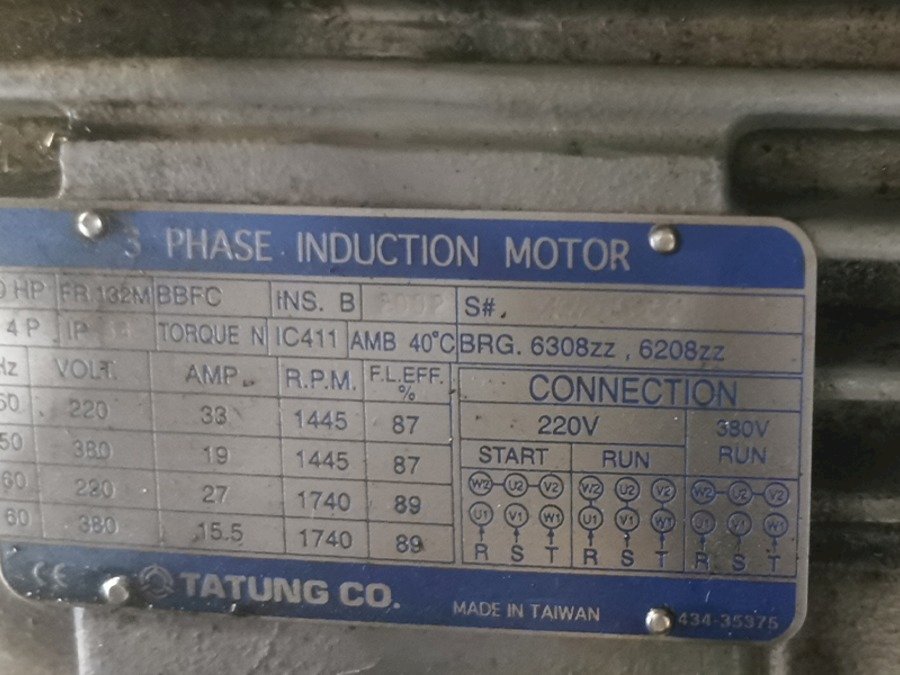 3 PHASE INDUCTION MOTOR
0 HP FR 132M BBFC INS. B S#.
4 P IP TORQUE N IC411 AMB 40°C BRG. 6308zz , 6208zz
Hz VOLT. AMP. R.P.M. F.L.EFF. % CONNECTION
50 220 33 1445 87 220V 380V
50 380 19 1445 87 START RUN RUN
60 220 27 1740 89 W2 U2 V2 W2 U2 V2 W2 U2 V2
60 380 15.5 1740 89 U1 V1 W1 U1 V1 W1 U1 V1 W1
R S T R S T R S T
CE TATUNG CO. MADE IN TAIWAN 434-35375